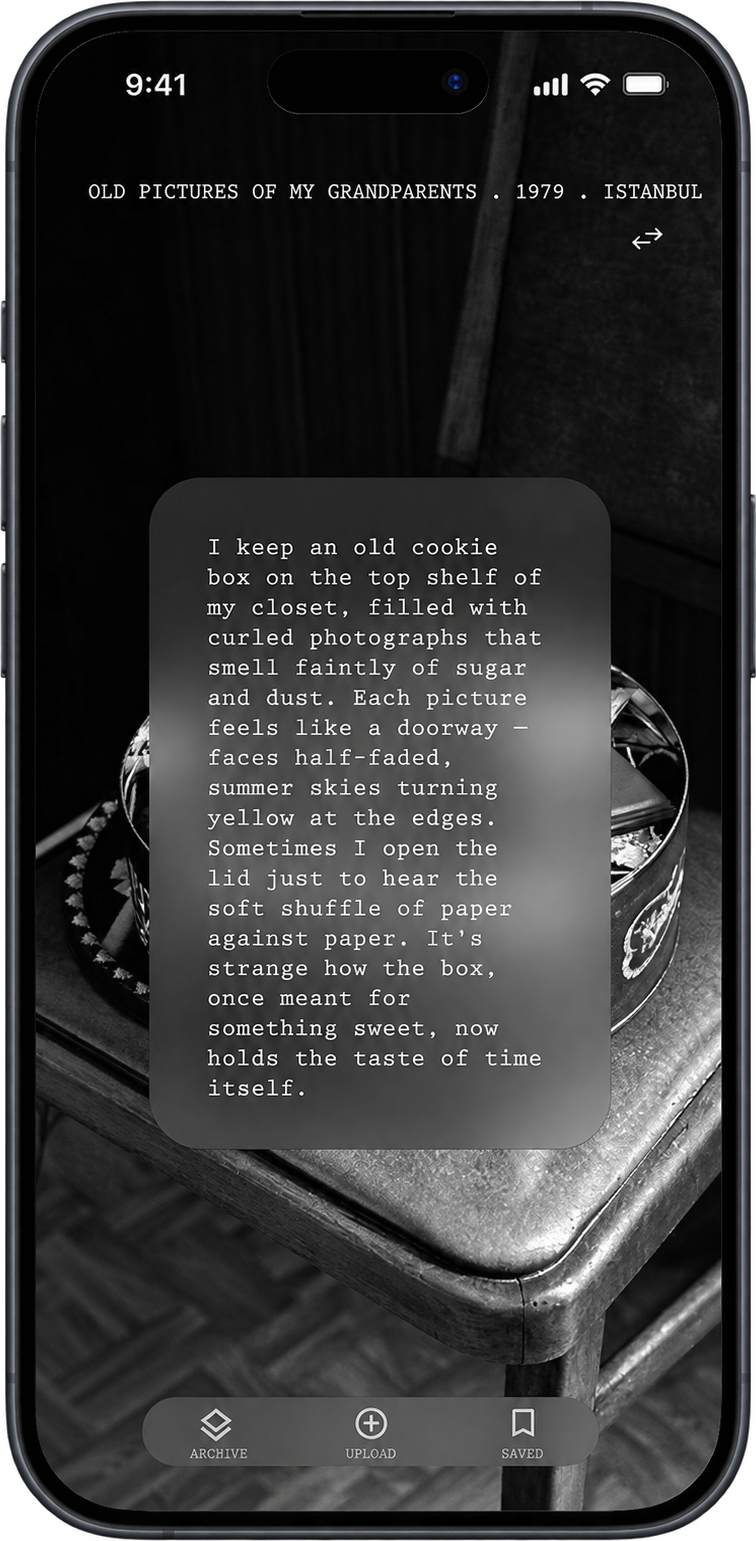 9:41
OLD PICTURES OF MY GRANDPARENTS . 1979 . ISTANBUL
I keep an old cookie
box on the top shelf of
my closet, filled with
curled photographs that
smell faintly of sugar
and dust. Each picture
feels like a doorway —
faces half-faded,
summer skies turning
yellow at the edges.
Sometimes I open the
lid just to hear the
soft shuffle of paper
against paper. It's
strange how the box,
once meant for
something sweet, now
holds the taste of time
itself.
ARCHIVE UPLOAD SAVED